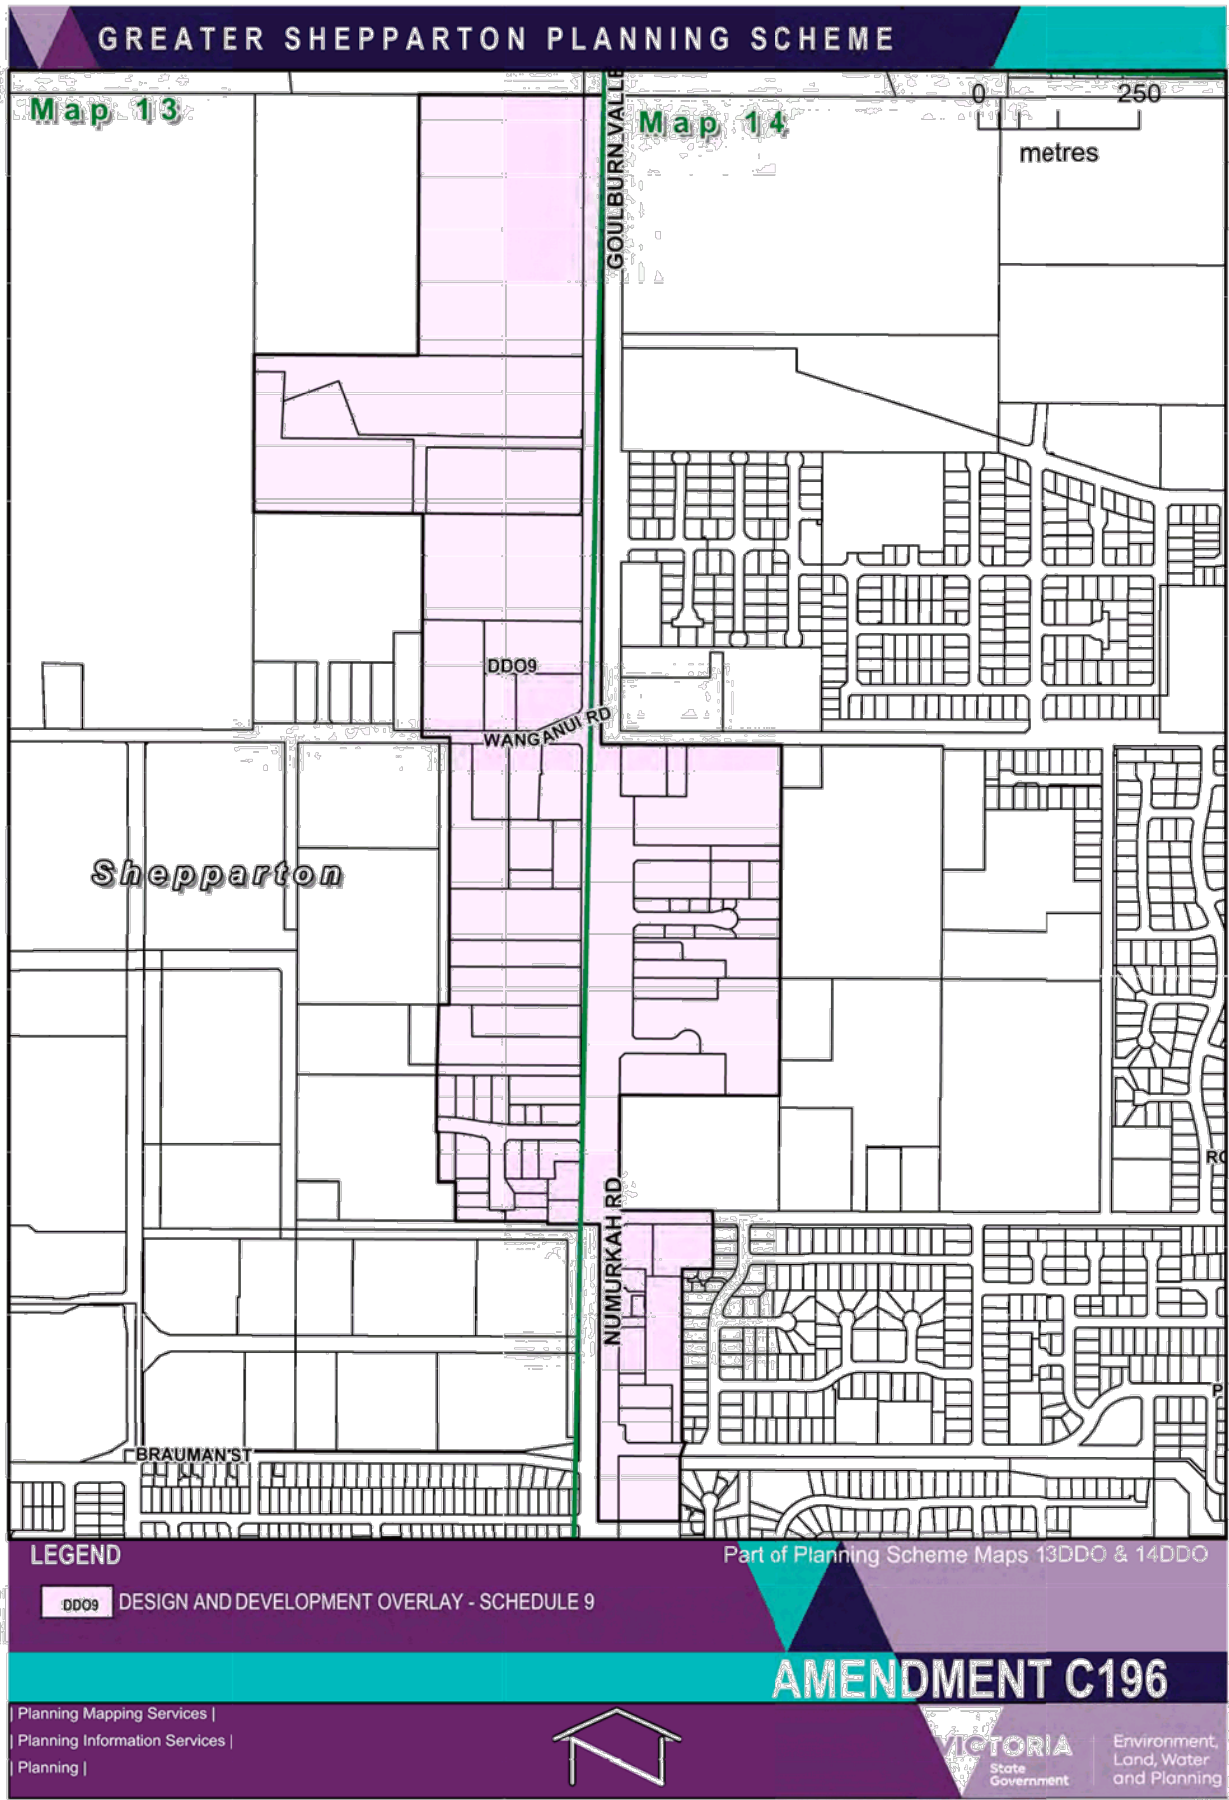 GREATER SHEPPARTON PLANNING SCHEME
Map 13
Map 14
GOULBURN VALLE
0 250
metres
DDO9
WANGANUI RD
Shepparton
NUMURKAH RD
RO
P
BRAUMAN ST
LEGEND
Part of Planning Scheme Maps 13DDO & 14DDO
DDO9 DESIGN AND DEVELOPMENT OVERLAY - SCHEDULE 9
AMENDMENT C196
| Planning Mapping Services |
| Planning Information Services |
| Planning |
VICTORIA
State
Government
Environment,
Land, Water
and Planning